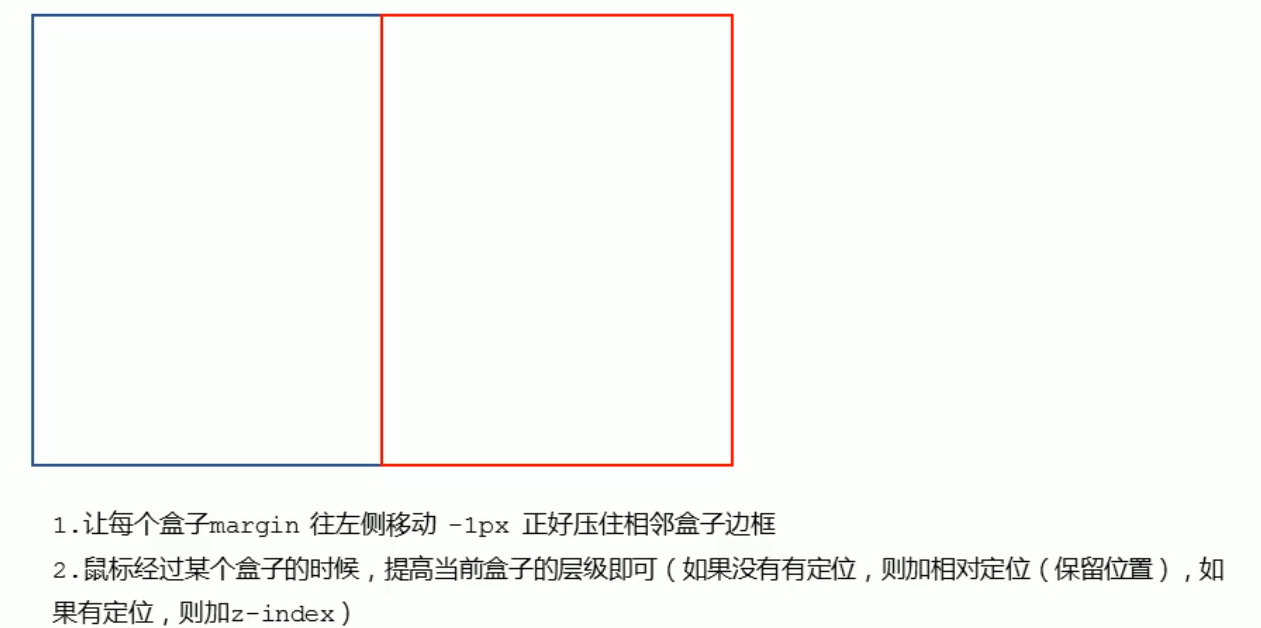 1.让每个盒子margin 往左侧移动 -1px 正好压住相邻盒子边框
2.鼠标经过某个盒子的时候，提高当前盒子的层级即可（如果没有有定位，则加相对定位（保留位置），如
果有定位，则加z-index）